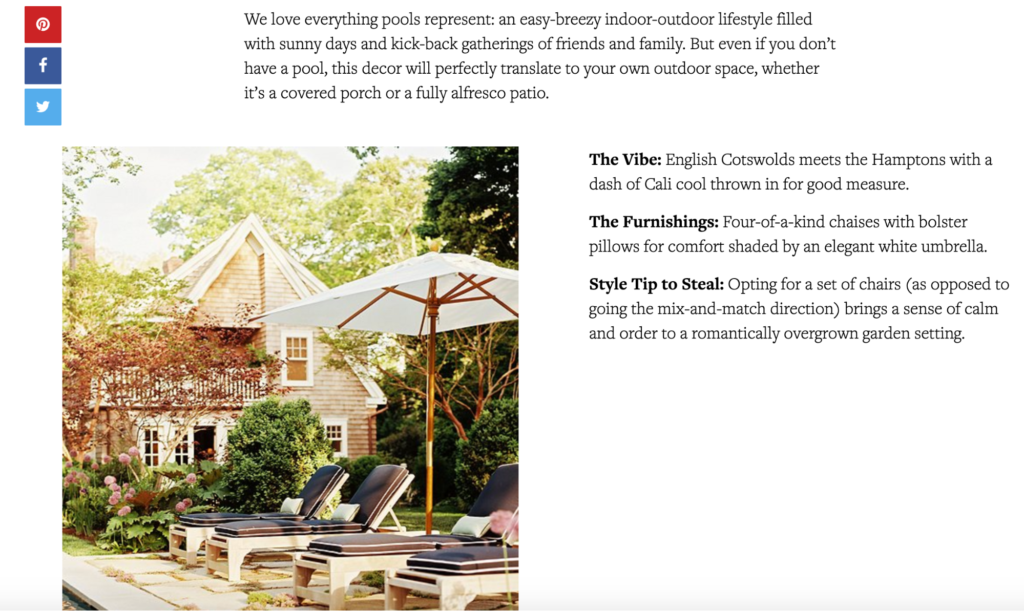 We love everything pools represent: an easy-breezy indoor-outdoor lifestyle filled
with sunny days and kick-back gatherings of friends and family. But even if you don’t
have a pool, this decor will perfectly translate to your own outdoor space, whether
it’s a covered porch or a fully alfresco patio.
The Vibe: English Cotswolds meets the Hamptons with a
dash of Cali cool thrown in for good measure.
The Furnishings: Four-of-a-kind chaises with bolster
pillows for comfort shaded by an elegant white umbrella.
Style Tip to Steal: Opting for a set of chairs (as opposed to
going the mix-and-match direction) brings a sense of calm
and order to a romantically overgrown garden setting.